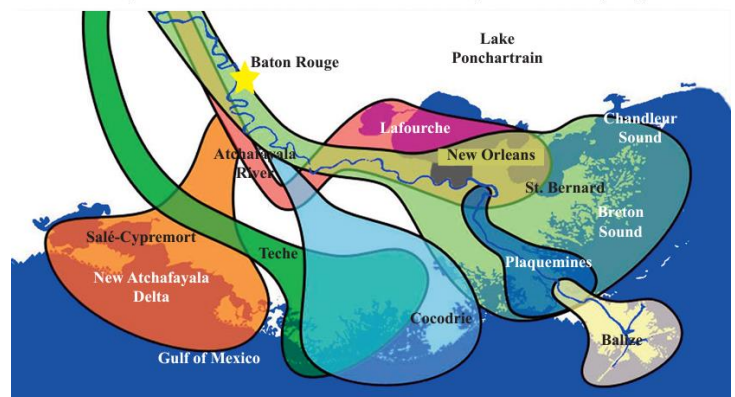 Lake
Ponchartrain
Baton Rouge
Chandleur
Sound
Lafourche
Atchafayala
River
New Orleans
St. Bernard
Breton
Sound
Salé-Cypremort
Teche
Plaquemines
New Atchafayala
Delta
Cocodrie
Balize
Gulf of Mexico